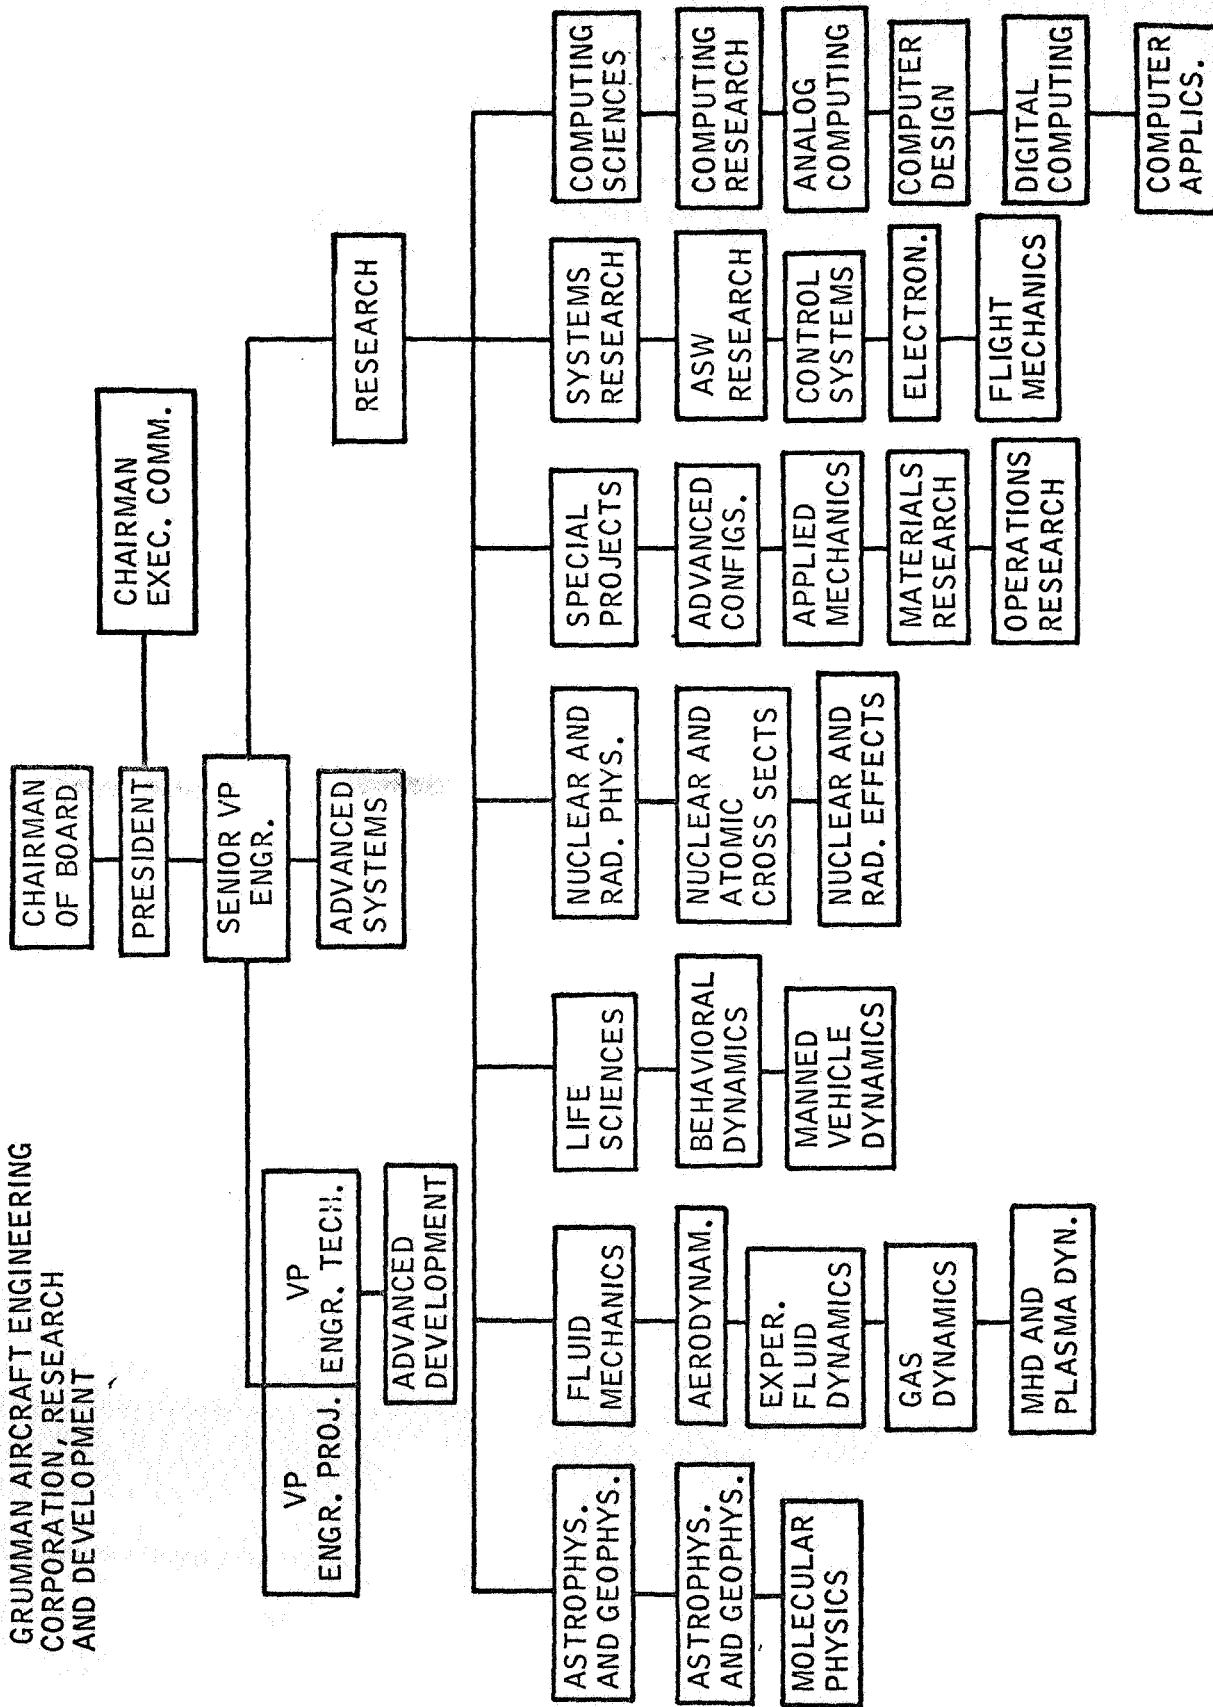 GRUMMAN AIRCRAFT ENGINEERING
CORPORATION, RESEARCH
AND DEVELOPMENT
CHAIRMAN
OF BOARD
PRESIDENT
CHAIRMAN
EXEC. COMM.
SENIOR VP
ENGR.
ADVANCED
SYSTEMS
VP
ENGR. PROJ.
VP
ENGR. TECH.
ADVANCED
DEVELOPMENT
RESEARCH
ASTROPHYS.
AND GEOPHYS.
ASTROPHYS.
AND GEOPHYS.
MOLECULAR
PHYSICS
FLUID
MECHANICS
AERODYNAM.
EXPER.
FLUID
DYNAMICS
GAS
DYNAMICS
MHD AND
PLASMA DYN.
LIFE
SCIENCES
BEHAVIORAL
DYNAMICS
MANNED
VEHICLE
DYNAMICS
NUCLEAR AND
RAD. PHYS.
NUCLEAR AND
ATOMIC
CROSS SECTS
NUCLEAR AND
RAD. EFFECTS
SPECIAL
PROJECTS
ADVANCED
CONFIGS.
APPLIED
MECHANICS
MATERIALS
RESEARCH
OPERATIONS
RESEARCH
SYSTEMS
RESEARCH
ASW
RESEARCH
CONTROL
SYSTEMS
ELECTRON.
FLIGHT
MECHANICS
COMPUTING
SCIENCES
COMPUTING
RESEARCH
ANALOG
COMPUTING
COMPUTER
DESIGN
DIGITAL
COMPUTING
COMPUTER
APPLICS.